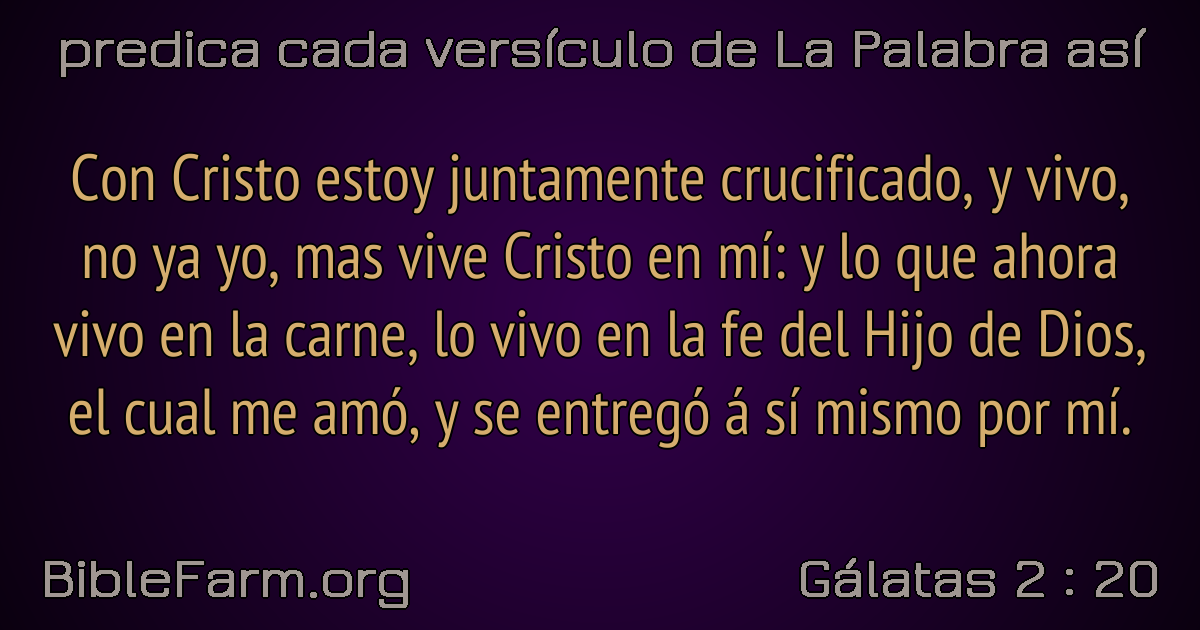 predica cada versículo de La Palabra así
Con Cristo estoy juntamente crucificado, y vivo,
no ya yo, mas vive Cristo en mí: y lo que ahora
vivo en la carne, lo vivo en la fe del Hijo de Dios,
el cual me amó, y se entregó á sí mismo por mí.
BibleFarm.org
Gálatas 2 : 20